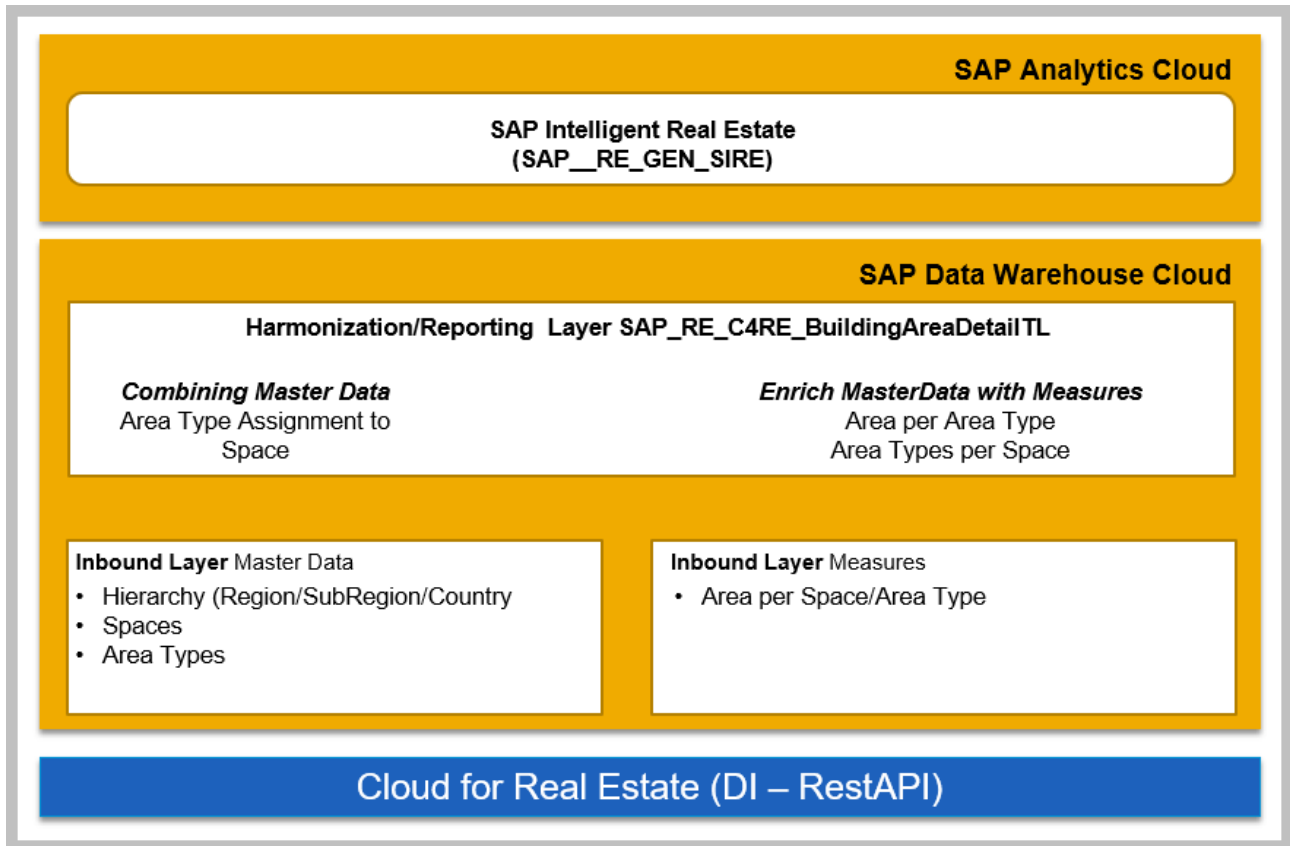 SAP Analytics Cloud
SAP Intelligent Real Estate
(SAP__RE_GEN_SIRE)
SAP Data Warehouse Cloud
Harmonization/Reporting Layer SAP_RE_C4RE_BuildingAreaDetailTL
Combining Master Data
Area Type Assignment to
Space
Enrich MasterData with Measures
Area per Area Type
Area Types per Space
Inbound Layer Master Data
• Hierarchy (Region/SubRegion/Country
• Spaces
• Area Types
Inbound Layer Measures
• Area per Space/Area Type
Cloud for Real Estate (DI – RestAPI)